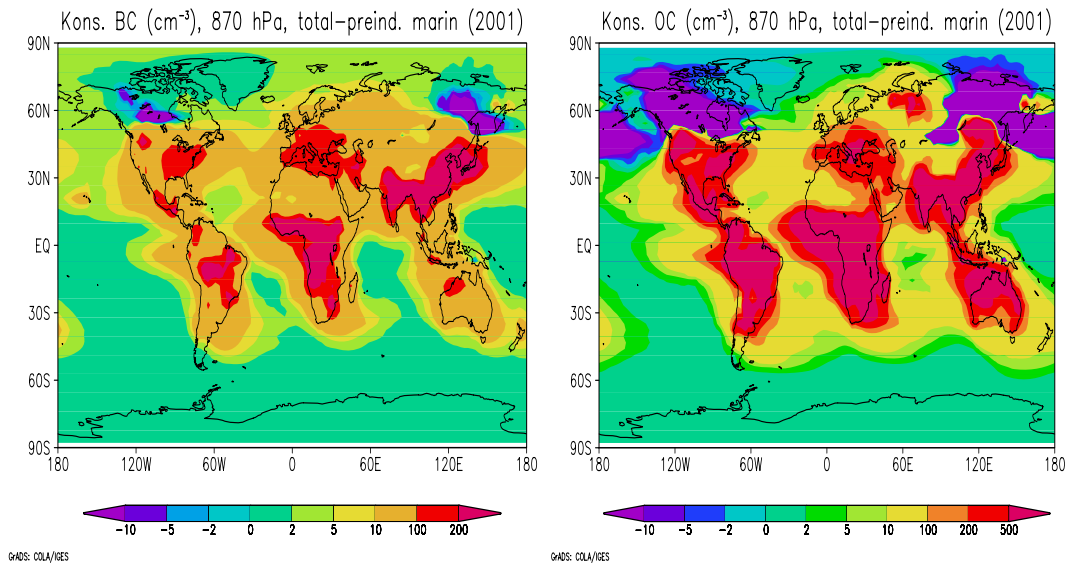 Kons. BC (cm⁻³), 870 hPa, total-preind. marin (2001)
90N
60N
30N
EQ
30S
60S
90S
180 120W 60W 0 60E 120E 180
-10 -5 -2 0 2 5 10 100 200
GrADS: COLA/IGES
Kons. OC (cm⁻³), 870 hPa, total-preind. marin (2001)
90N
60N
30N
EQ
30S
60S
90S
180 120W 60W 0 60E 120E 180
-10 -5 -2 0 2 5 10 100 200 500
GrADS: COLA/IGES